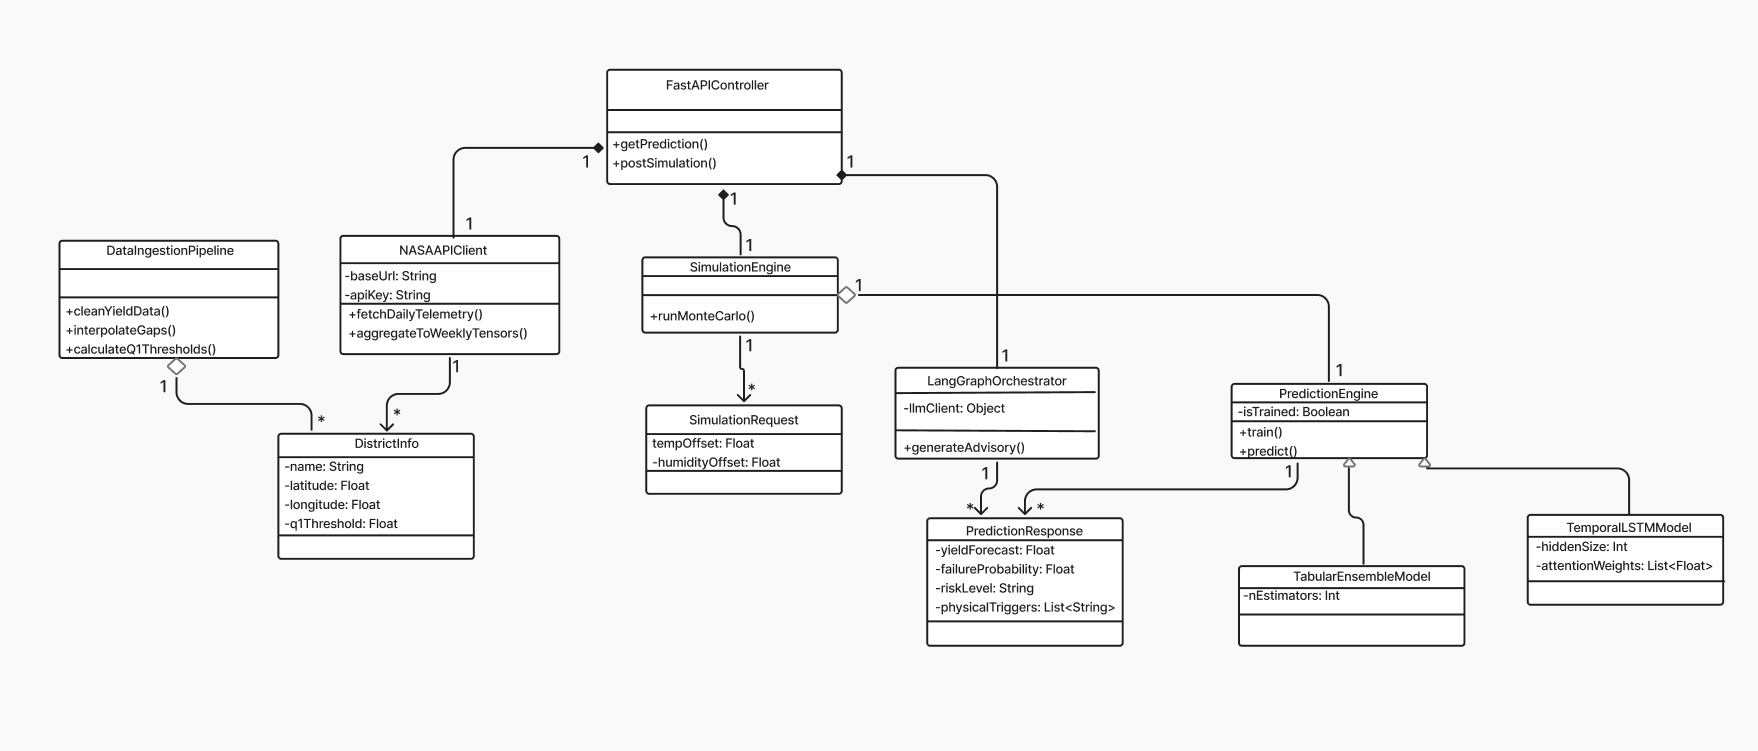 FastAPIController
+getPrediction()
+postSimulation()
1
1
1
1
DataIngestionPipeline
+cleanYieldData()
+interpolateGaps()
+calculateQ1Thresholds()
1
*
NASAAPIClient
-baseUrl: String
-apiKey: String
+fetchDailyTelemetry()
+aggregateToWeeklyTensors()
1
*
DistrictInfo
-name: String
-latitude: Float
-longitude: Float
-q1Threshold: Float
1
SimulationEngine
+runMonteCarlo()
1
1
*
SimulationRequest
tempOffset: Float
-humidityOffset: Float
1
LangGraphOrchestrator
-llmClient: Object
+generateAdvisory()
1
*
1
PredictionEngine
-isTrained: Boolean
+train()
+predict()
1
*
PredictionResponse
-yieldForecast: Float
-failureProbability: Float
-riskLevel: String
-physicalTriggers: List<String>
TabularEnsembleModel
-nEstimators: Int
TemporalLSTMModel
-hiddenSize: Int
-attentionWeights: List<Float>